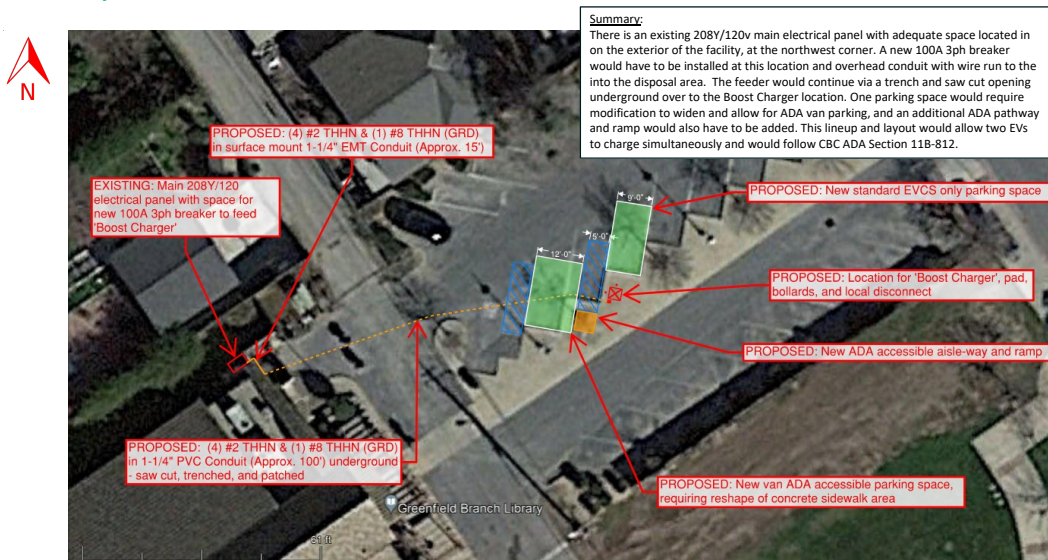 Summary:
There is an existing 208Y/120v main electrical panel with adequate space located in
on the exterior of the facility, at the northwest corner. A new 100A 3ph breaker
would have to be installed at this location and overhead conduit with wire run to the
into the disposal area. The feeder would continue via a trench and saw cut opening
underground over to the Boost Charger location. One parking space would require
modification to widen and allow for ADA van parking, and an additional ADA pathway
and ramp would also have to be added. This lineup and layout would allow two EVs
to charge simultaneously and would follow CBC ADA Section 11B-812.
N
PROPOSED: (4) #2 THHN & (1) #8 THHN (GRD)
in surface mount 1-1/4" EMT Conduit (Approx. 15')
EXISTING: Main 208Y/120
electrical panel with space for
new 100A 3ph breaker to feed
'Boost Charger'
PROPOSED: New standard EVCS only parking space
9'-0"
5'-0"
12'-0"
PROPOSED: Location for 'Boost Charger', pad,
bollards, and local disconnect
PROPOSED: New ADA accessible aisle-way and ramp
PROPOSED: (4) #2 THHN & (1) #8 THHN (GRD)
in 1-1/4" PVC Conduit (Approx. 100') underground
- saw cut, trenched, and patched
PROPOSED: New van ADA accessible parking space,
requiring reshape of concrete sidewalk area
Greenfield Branch Library
61 ft